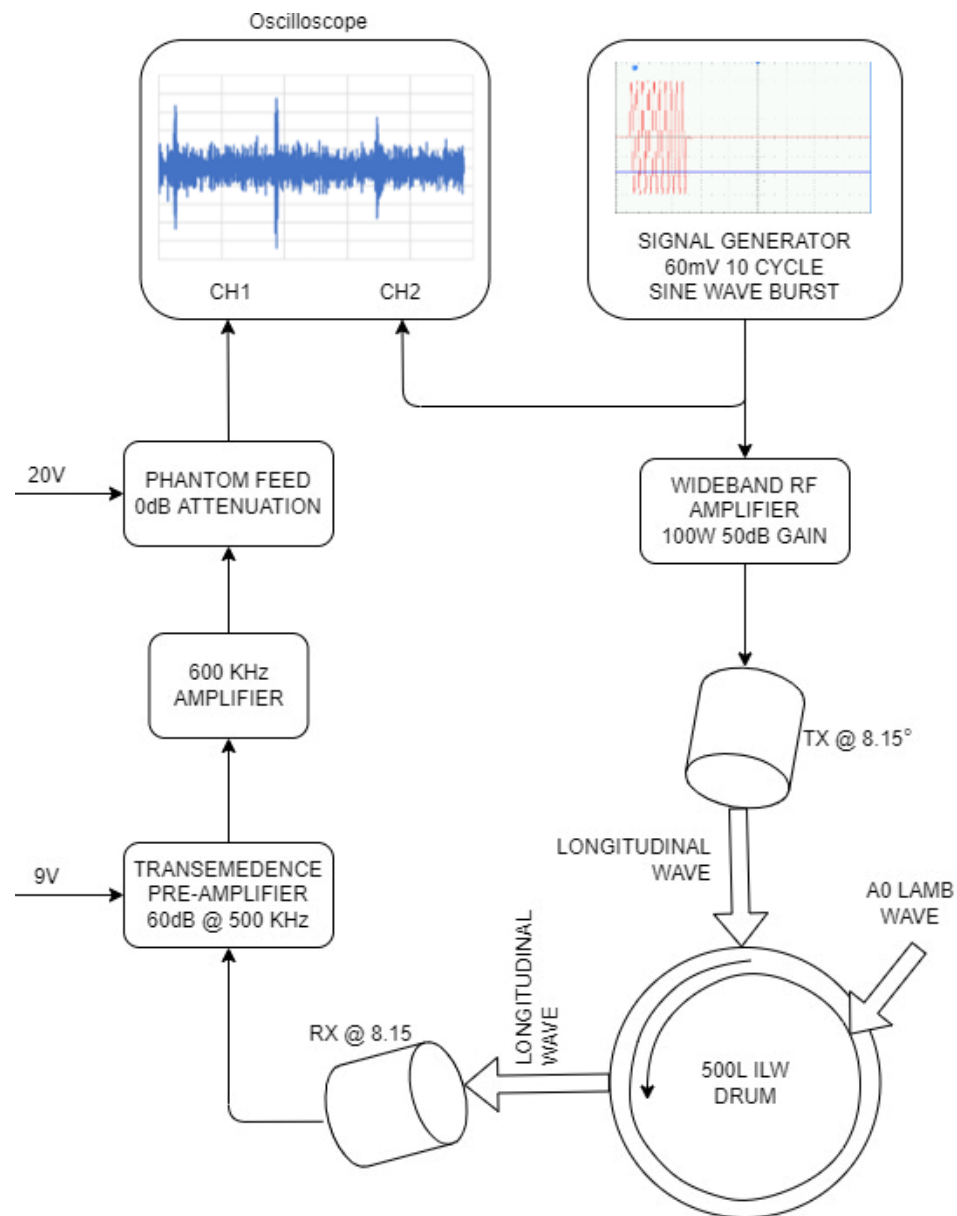 Oscilloscope
CH1
CH2
SIGNAL GENERATOR
60mV 10 CYCLE
SINE WAVE BURST
20V
PHANTOM FEED
0dB ATTENUATION
WIDEBAND RF
AMPLIFIER
100W 50dB GAIN
600 KHz
AMPLIFIER
TX @ 8.15°
9V
TRANSEMEDENCE
PRE-AMPLIFIER
60dB @ 500 KHz
LONGITUDINAL
WAVE
A0 LAMB
WAVE
LONGITUDINAL
WAVE
RX @ 8.15
500L ILW
DRUM